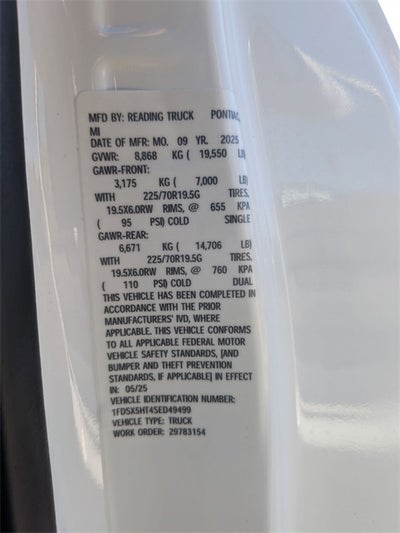 MFD BY: READING TRUCK PONTIAC,
MI
DATE OF MFR: MO. 09 YR. 2025
GVWR: 8,868 KG ( 19,550 LB)
GAWR-FRONT:
3,175 KG ( 7,000 LB)
WITH 225/70R19.5G TIRES,
19.5X6.0RW RIMS, @ 655 KPA
( 95 PSI) COLD SINGLE
GAWR-REAR:
6,671 KG ( 14,706 LB)
WITH 225/70R19.5G TIRES.
19.5X6.0RW RIMS, @ 760 KPA
( 110 PSI) COLD DUAL
THIS VEHICLE HAS BEEN COMPLETED IN
ACCORDANCE WITH THE PRIOR
MANUFACTURERS' IVD, WHERE
APPLICABLE. THIS VEHICLE CONFORMS
TO ALL APPLICABLE FEDERAL MOTOR
VEHICLE SAFETY STANDARDS, [AND
BUMPER AND THEFT PREVENTION
STANDARDS, IF APPLICABLE] IN EFFECT
IN: 05/25
VEHICLE IDENTIFICATION NUMBER:
1FDSX5HT4SED49499
VEHICLE TYPE: TRUCK
WORK ORDER: 29783154